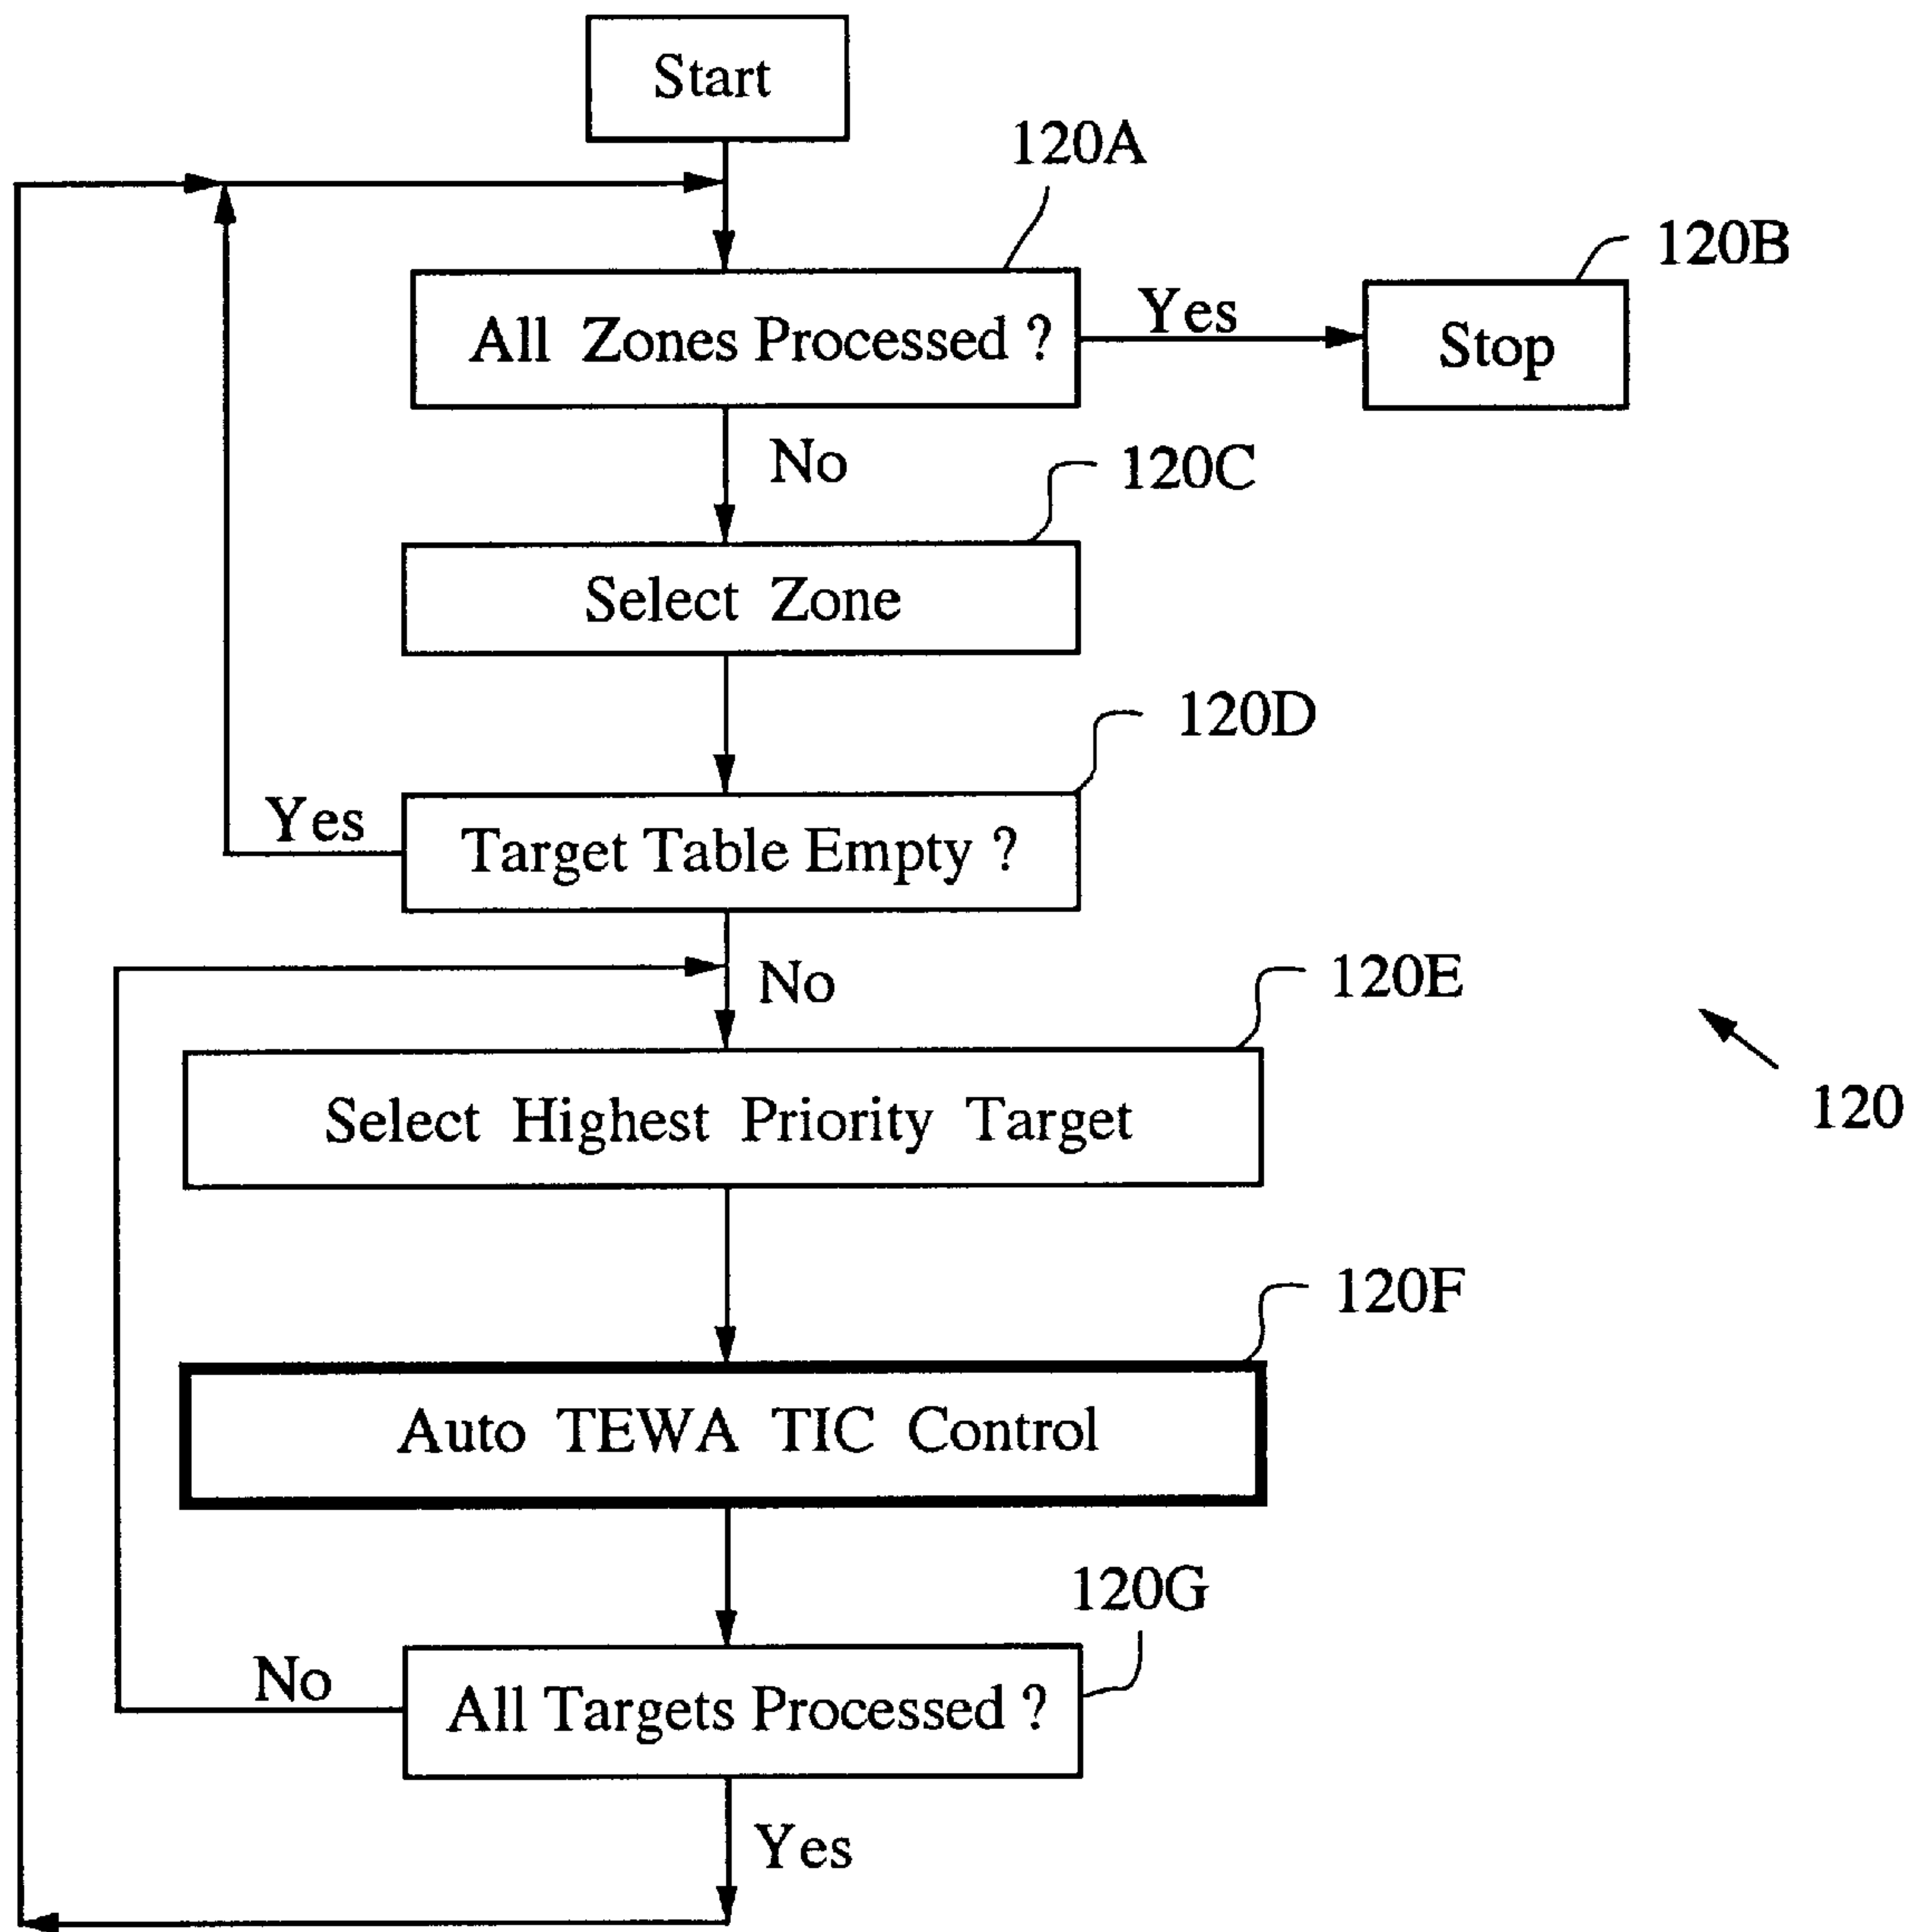 Start
120A
120B
All Zones Processed ?
Yes
Stop
No
120C
Select Zone
120D
Yes
Target Table Empty ?
No
120E
Select Highest Priority Target
120
120F
Auto TEWA TIC Control
120G
No
All Targets Processed ?
Yes